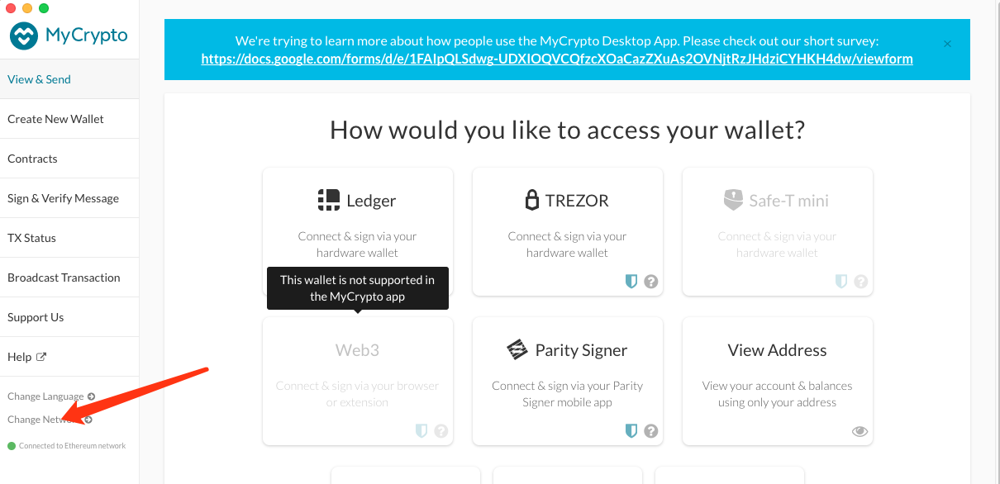 MyCrypto
We're trying to learn more about how people use the MyCrypto Desktop App. Please check out our short survey:
https://docs.google.com/forms/d/e/1FAIpQLSdwg-UDXIOQVCQfzcXOaCazZXuAs2OVNjtRzJHdziCYHKH4dw/viewform
×
View & Send
Create New Wallet
Contracts
Sign & Verify Message
TX Status
Broadcast Transaction
Support Us
Help
Change Language
Change
Connected to Ethereum network
How would you like to access your wallet?
Ledger
Connect & sign via your
hardware wallet
TREZOR
Connect & sign via your
hardware wallet
?
Safe-T mini
Connect & sign via your
hardware wallet
?
This wallet is not supported in
the MyCrypto app
Web3
Connect & sign via your browser
or extension
?
Parity Signer
Connect & sign via your Parity
Signer mobile app
?
View Address
View your account & balances
using only your address